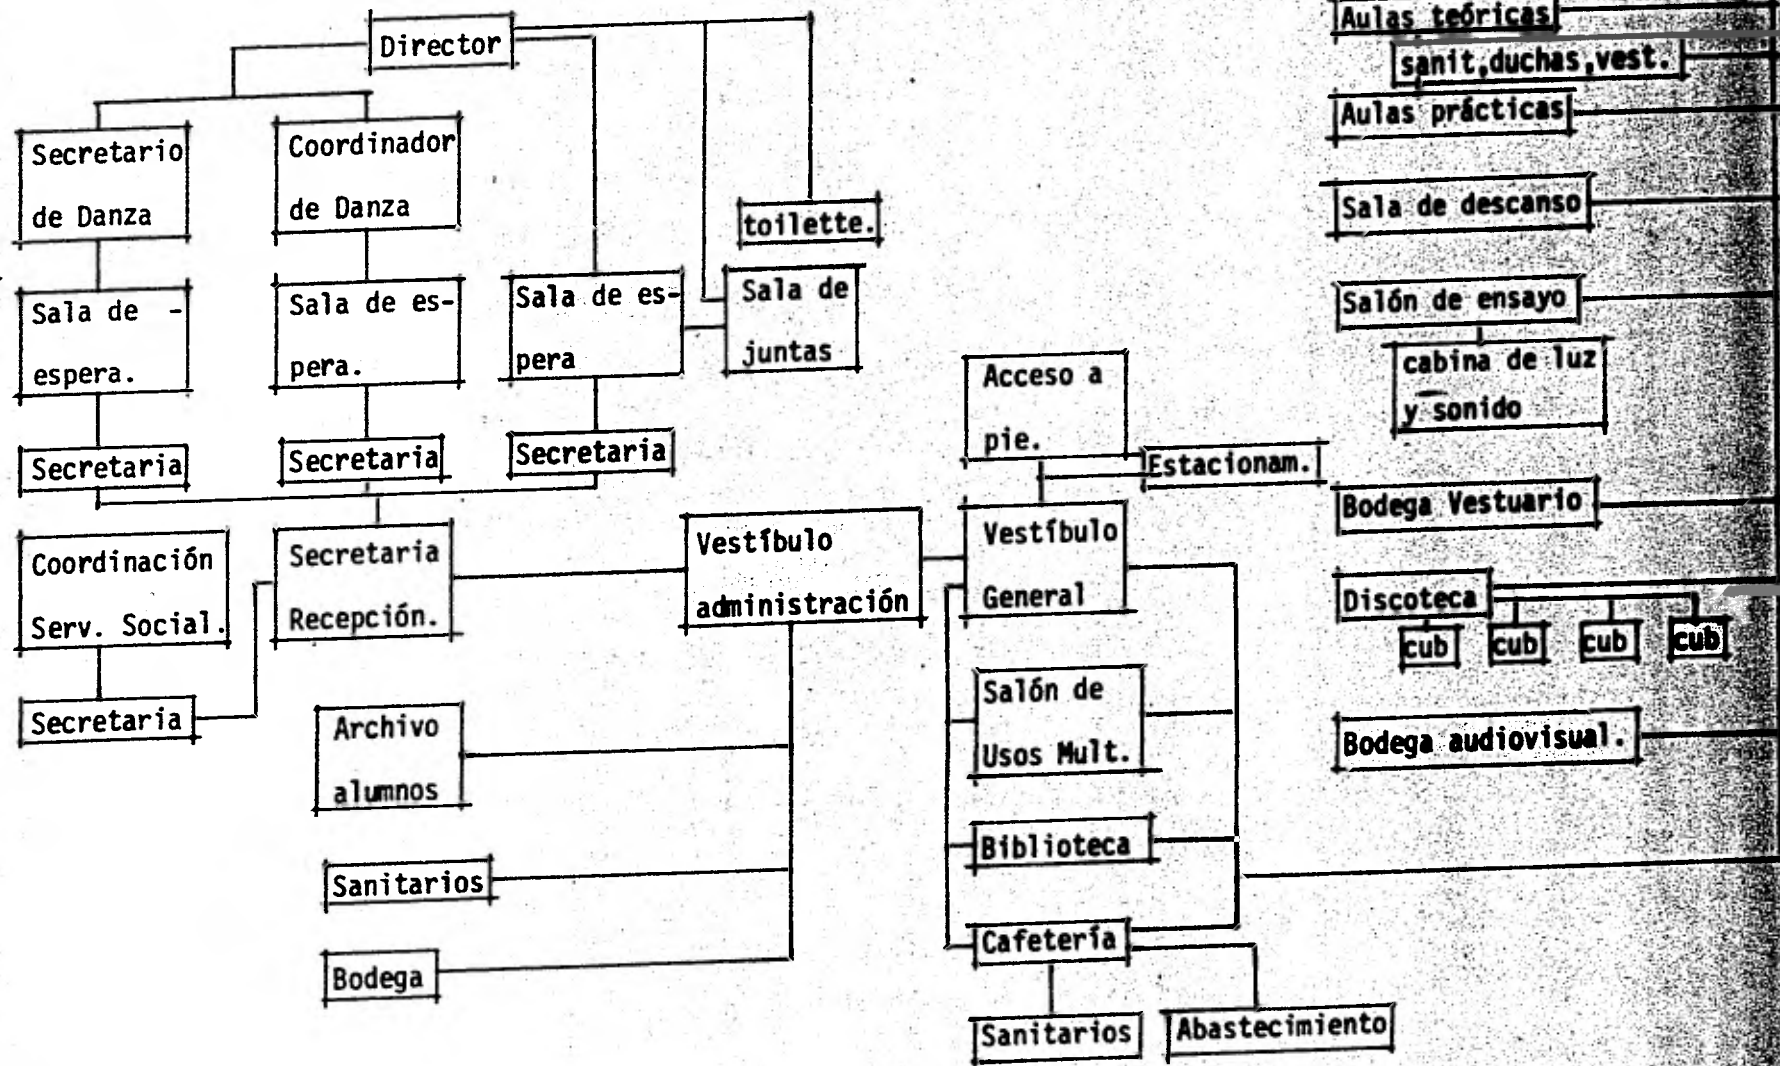 Director
Secretario
de Danza
Coordinador
de Danza
toilette.
Sala de -
espera.
Sala de es-
pera.
Sala de es-
pera
Sala de
juntas
Secretaria
Secretaria
Secretaria
Coordinación
Serv. Social.
Secretaria
Recepción.
Secretaria
Vestíbulo
administración
Archivo
alumnos
Sanitarios
Bodega
Acceso a
pie.
Estacionam.
Vestíbulo
General
Salón de
Usos Mult.
Biblioteca
Cafetería
Sanitarios
Abastecimiento
Aulas teóricas
sanit,duchas,vest.
Aulas prácticas
Sala de descanso
Salón de ensayo
cabina de luz
y sonido
Bodega Vestuario
Discoteca
cub
cub
cub
cub
Bodega audiovisual.